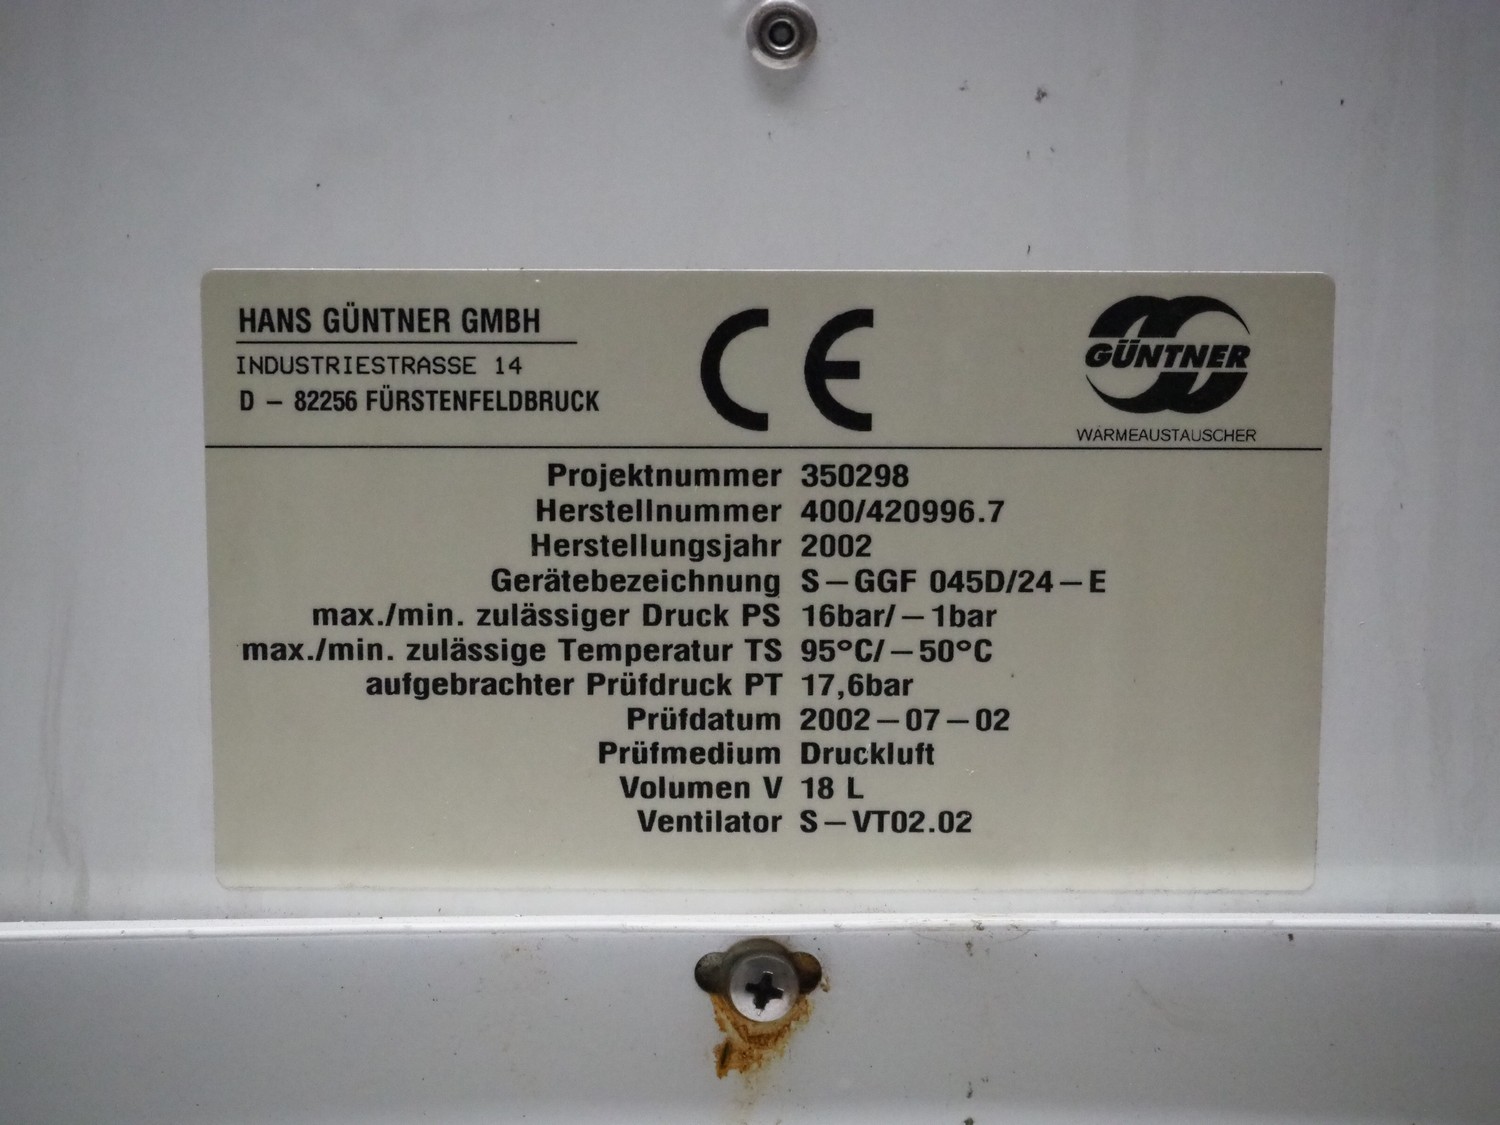 HANS GÜNTNER GMBH
INDUSTRIESTRASSE 14
D – 82256 FÜRSTENFELDBRUCK
CE
GÜNTNER
WÄRMEAUSTAUSCHER
Projektnummer 350298
Herstellnummer 400/420996.7
Herstellungsjahr 2002
Gerätebezeichnung S–GGF 045D/24–E
max./min. zulässiger Druck PS 16bar/–1bar
max./min. zulässige Temperatur TS 95°C/–50°C
aufgebrachter Prüfdruck PT 17,6bar
Prüfdatum 2002–07–02
Prüfmedium Druckluft
Volumen V 18 L
Ventilator S–VT02.02